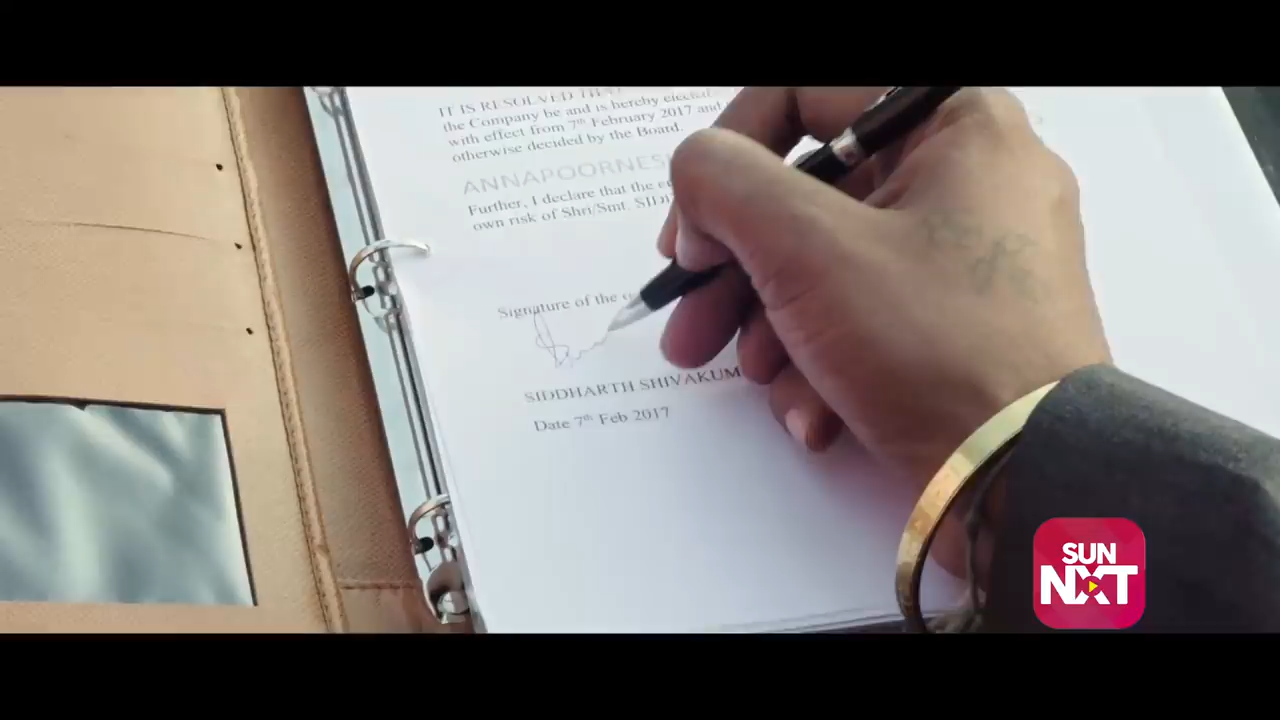 IT IS RESOLVED THAT
the Company be and is hereby
with effect from 7th February 2017 and
otherwise decided by the Board.
ANNAPOORNES
Further, I declare that the
own risk of Shri/Smt.
Signature of the
SIDDHARTH SHIVAKUM
Date 7th Feb 2017
SUN
NXT